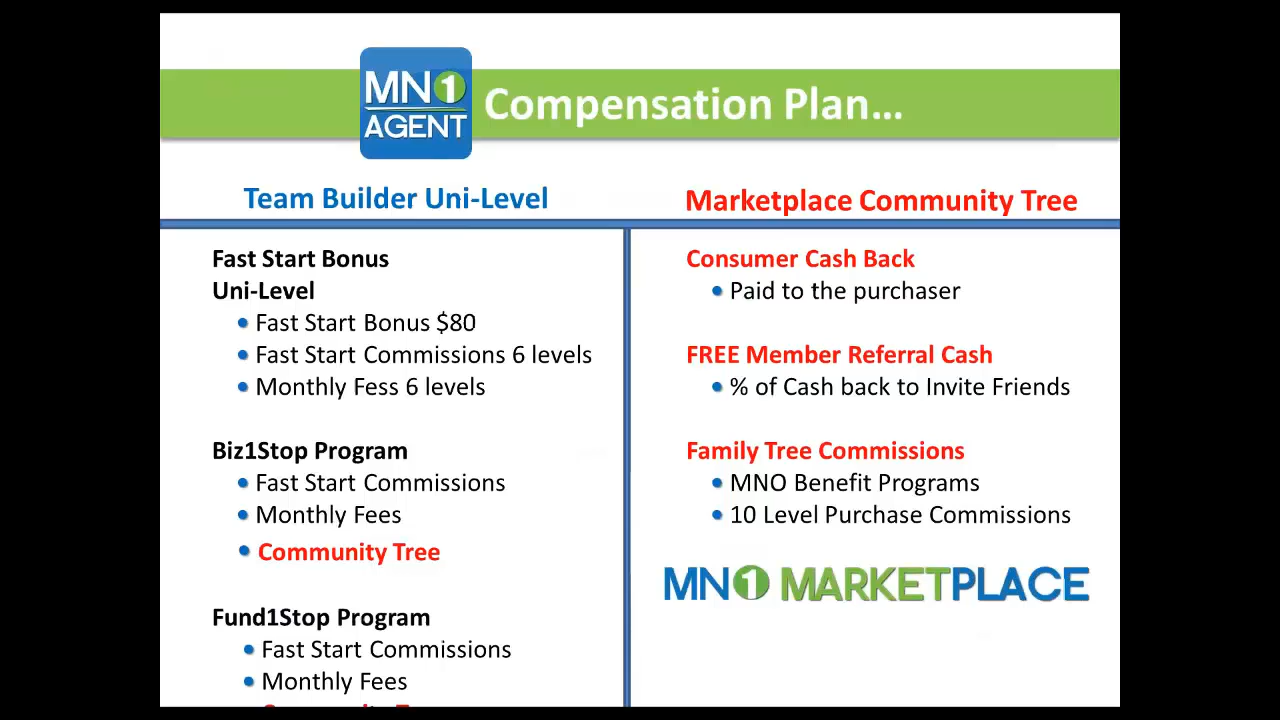 MN1
AGENT
Compensation Plan...
Team Builder Uni-Level
Fast Start Bonus
Uni-Level
• Fast Start Bonus $80
• Fast Start Commissions 6 levels
• Monthly Fess 6 levels
Biz1Stop Program
• Fast Start Commissions
• Monthly Fees
• Community Tree
Fund1Stop Program
• Fast Start Commissions
• Monthly Fees
Marketplace Community Tree
Consumer Cash Back
• Paid to the purchaser
FREE Member Referral Cash
• % of Cash back to Invite Friends
Family Tree Commissions
• MNO Benefit Programs
• 10 Level Purchase Commissions
MN1 MARKETPLACE